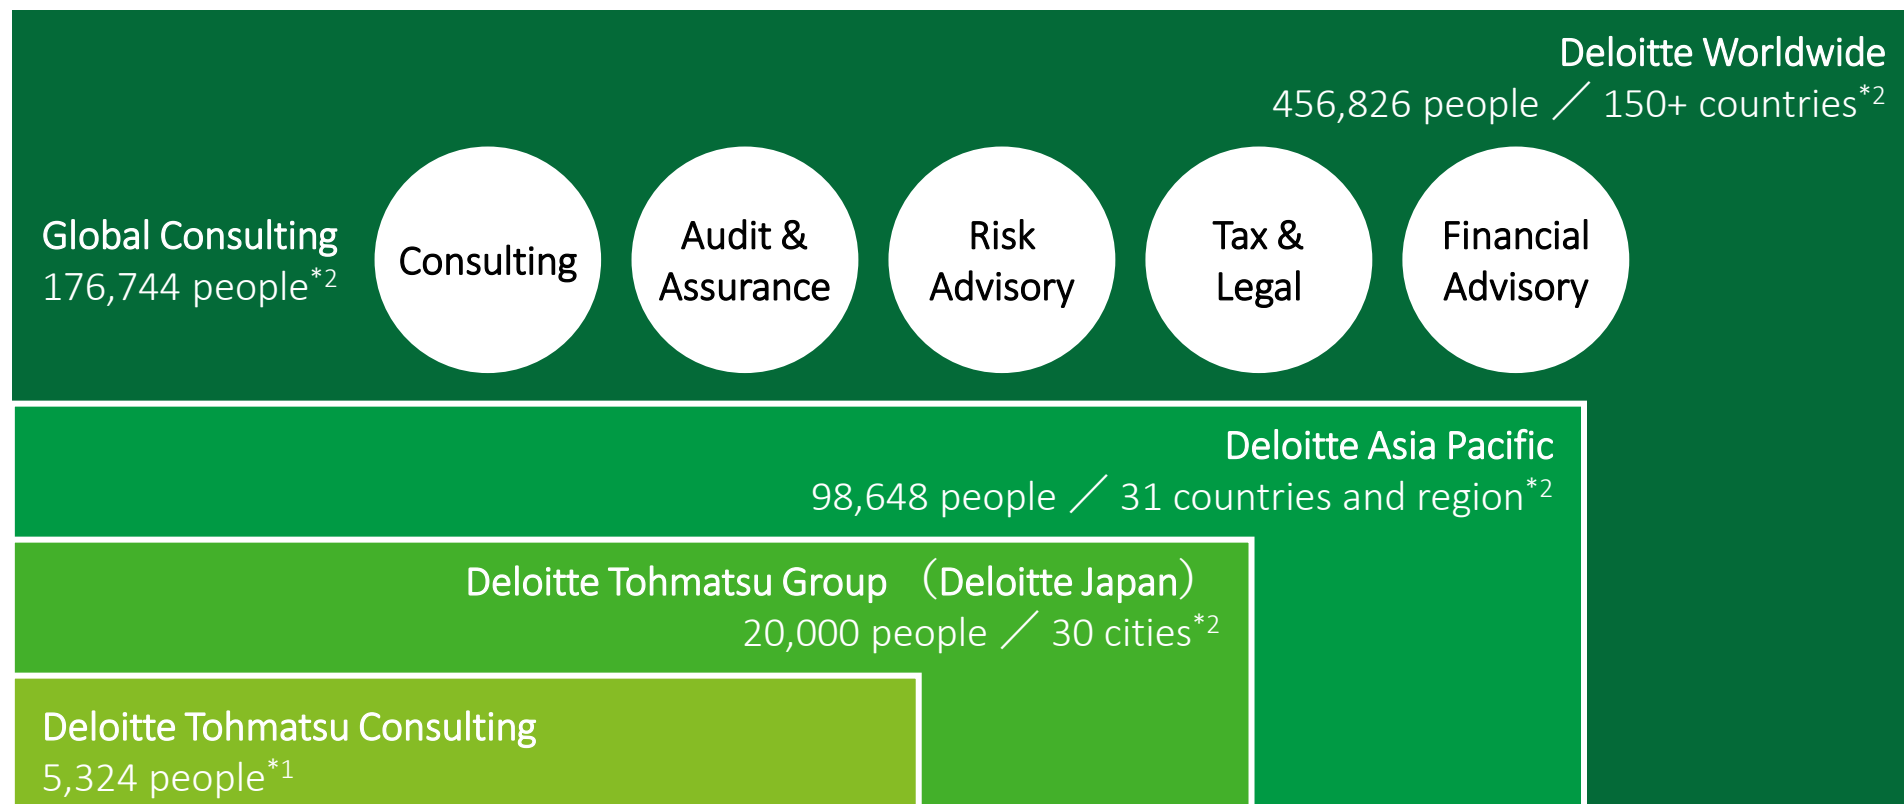 Deloitte Worldwide
456,826 people ／ 150+ countries*2
Global Consulting
176,744 people*2
Consulting
Audit &
Assurance
Risk
Advisory
Tax &
Legal
Financial
Advisory
Deloitte Asia Pacific
98,648 people ／ 31 countries and region*2
Deloitte Tohmatsu Group （Deloitte Japan）
20,000 people ／ 30 cities*2
Deloitte Tohmatsu Consulting
5,324 people*1